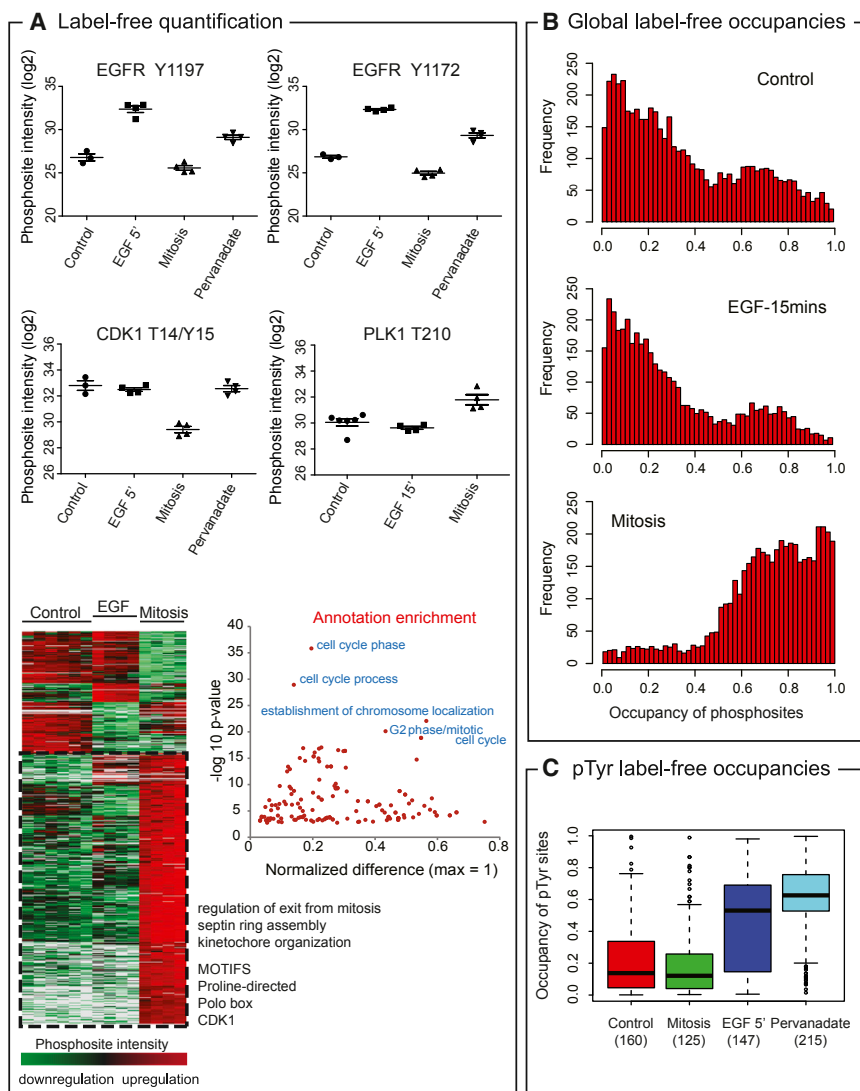 A Label-free quantification
EGFR Y1197
Phosphosite intensity (log2)
35
30
25
20
Control
EGF 5'
Mitosis
Pervanadate
EGFR Y1172
Phosphosite intensity (log2)
35
30
25
20
Control
EGF 5'
Mitosis
Pervanadate
CDK1 T14/Y15
Phosphosite intensity (log2)
36
34
32
30
28
26
Control
EGF 5'
Mitosis
Pervanadate
PLK1 T210
Phosphosite intensity (log2)
36
34
32
30
28
26
Control
EGF 15'
Mitosis
Control
EGF
Mitosis
Annotation enrichment
-log 10 p-value
-40
35
30
25
20
15
10
5
0
cell cycle phase
cell cycle process
establishment of chromosome localization
G2 phase/mitotic
cell cycle
0
0.2
0.4
0.6
0.8
Normalized difference (max = 1)
regulation of exit from mitosis
septin ring assembly
kinetochore organization
MOTIFS
Proline-directed
Polo box
CDK1
Phosphosite intensity
downregulation upregulation
B Global label-free occupancies
Control
Frequency
0 50 100 150 200 250
0.0 0.2 0.4 0.6 0.8 1.0
EGF-15mins
Frequency
0 50 100 150 200 250
0.0 0.2 0.4 0.6 0.8 1.0
Mitosis
Frequency
0 50 100 150 200 250
0.0 0.2 0.4 0.6 0.8 1.0
Occupancy of phosphosites
C pTyr label-free occupancies
Occupancy of pTyr sites
0.0 0.2 0.4 0.6 0.8 1.0
Control
(160)
Mitosis
(125)
EGF 5'
(147)
Pervanadate
(215)